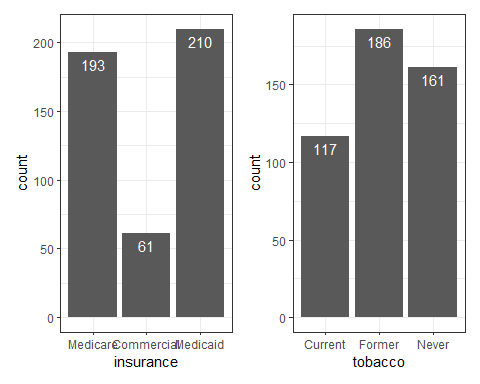 200
150
100
50
0
count
193
61
210
Medicare Commercial Medicaid
insurance
150
100
50
0
count
117
186
161
Current Former Never
tobacco